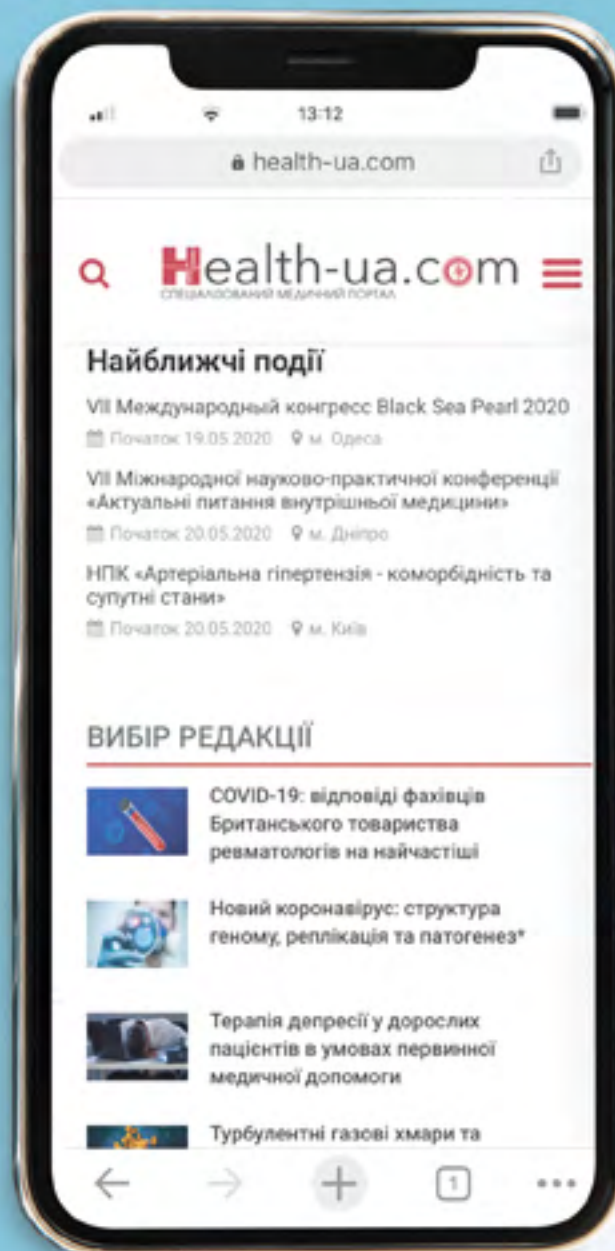 13:12
health-ua.com
Health-ua.com
СПЕЦІАЛІЗОВАНИЙ МЕДИЧНИЙ ПОРТАЛ
Найближчі події
VII Международный конгресс Black Sea Pearl 2020
Початок 19.05.2020 м. Одеса
VII Міжнародної науково-практичної конференції
«Актуальні питання внутрішньої медицини»
Початок 20.05.2020 м. Дніпро
НПК «Артеріальна гіпертензія - коморбідність та
супутні стани»
Початок 20.05.2020 м. Київ
ВИБІР РЕДАКЦІЇ
COVID-19: відповіді фахівців
Британського товариства
ревматологів на найчастіші
Новий коронавірус: структура
геному, реплікація та патогенез*
Терапія депресії у дорослих
пацієнтів в умовах первинної
медичної допомоги
Турбулентні газові хмари та
1